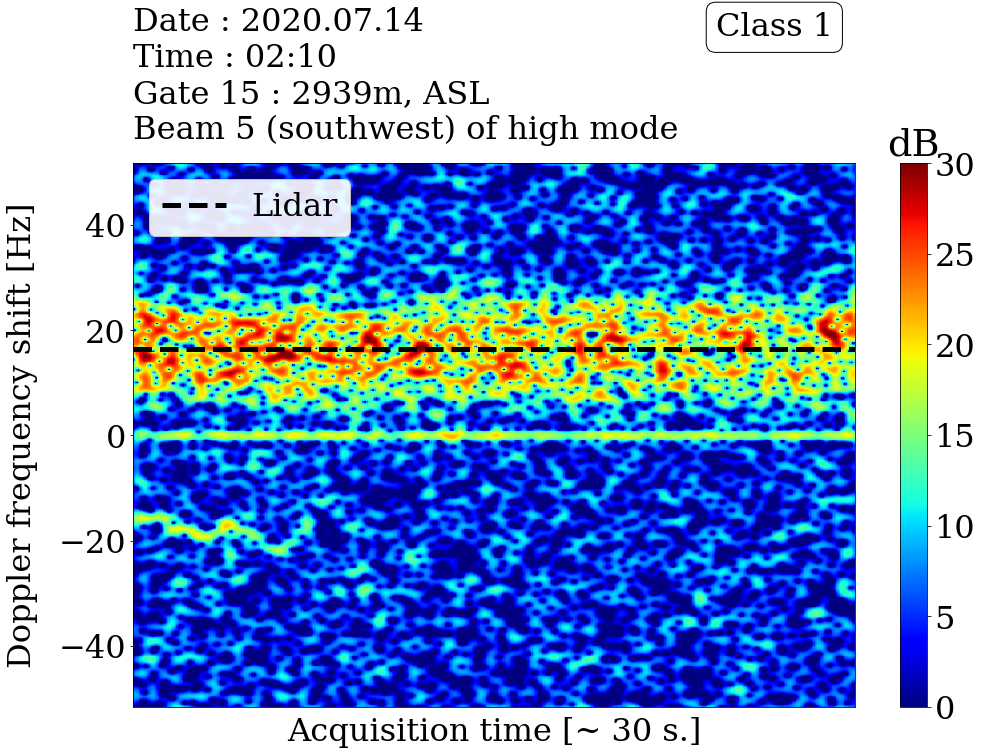 Date : 2020.07.14
Time : 02:10
Gate 15 : 2939m, ASL
Beam 5 (southwest) of high mode
Class 1
dB
Lidar
Doppler frequency shift [Hz]
40
20
0
−20
−40
Acquisition time [~ 30 s.]
30
25
20
15
10
5
0